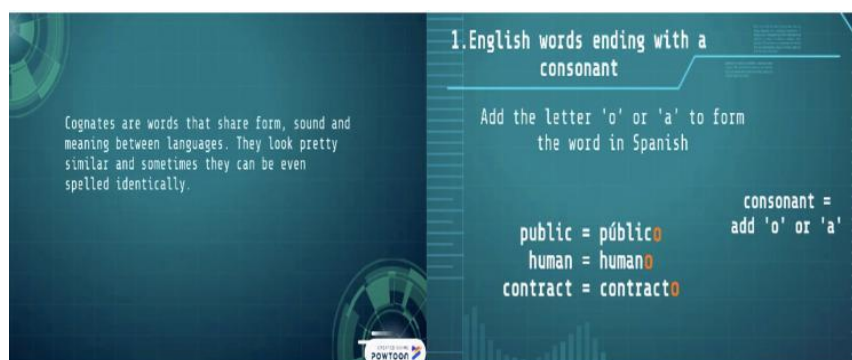 Cognates are words that share form, sound and
meaning between languages. They look pretty
similar and sometimes they can be even
spelled identically.
POWTOON
1.English words ending with a
consonant
Add the letter 'o' or 'a' to form
the word in Spanish
consonant =
add 'o' or 'a'
public = público
human = humano
contract = contracto